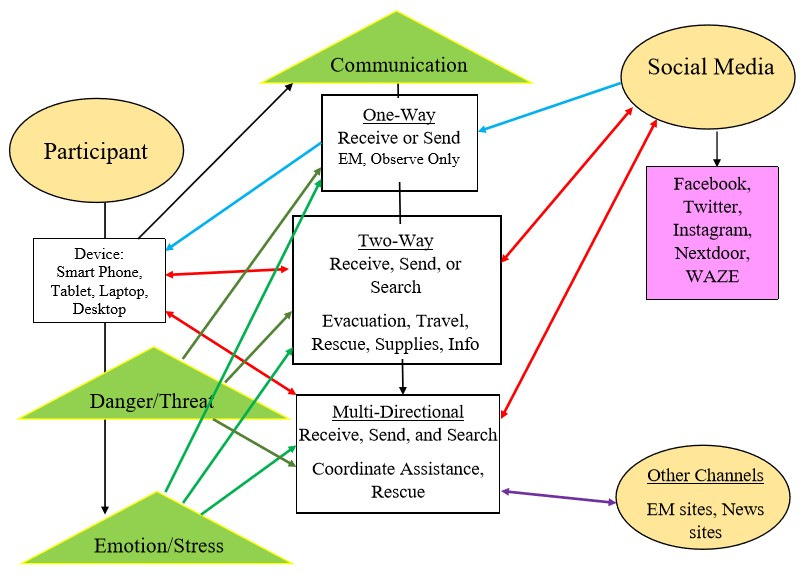 Communication
Social Media
One-Way
Receive or Send
EM, Observe Only
Participant
Facebook,
Twitter,
Instagram,
Nextdoor,
WAZE
Device:
Smart Phone,
Tablet, Laptop,
Desktop
Two-Way
Receive, Send, or
Search
Evacuation, Travel,
Rescue, Supplies, Info
Danger/Threat
Multi-Directional
Receive, Send, and Search
Coordinate Assistance,
Rescue
Other Channels
EM sites, News
sites
Emotion/Stress